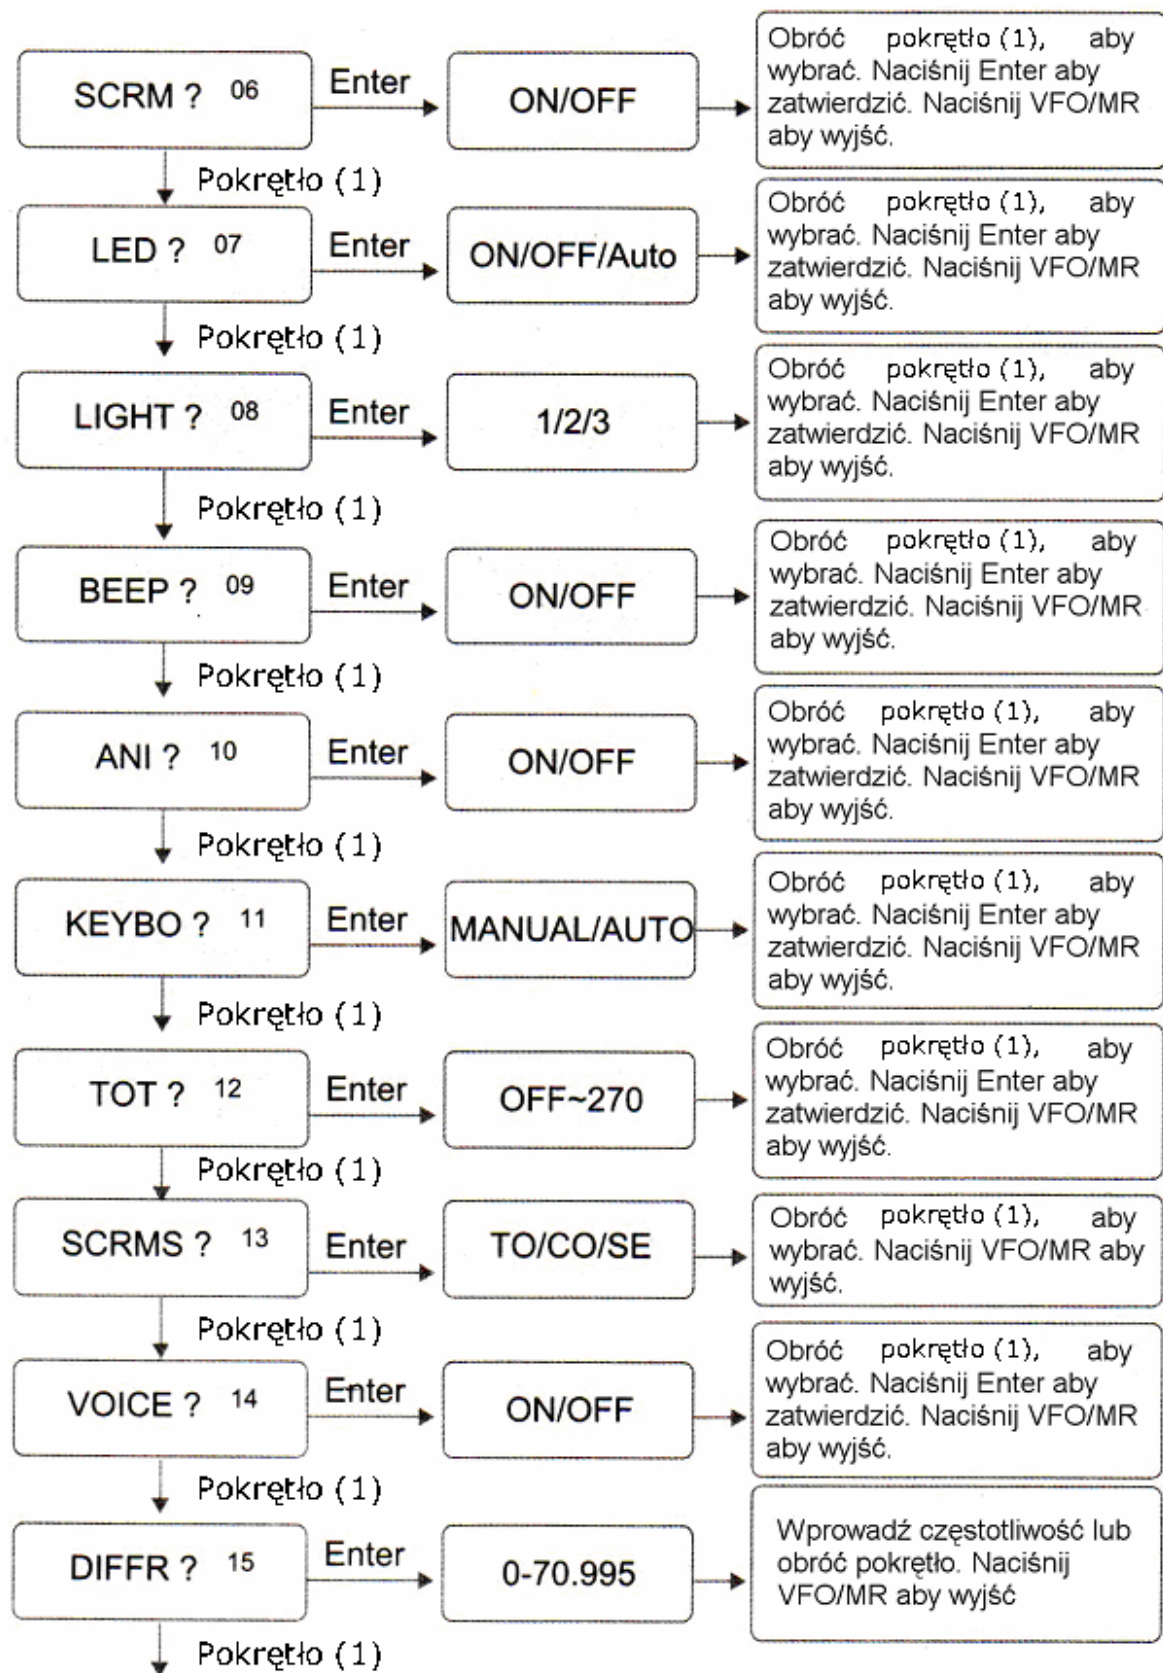 SCRM ? 06
Enter
ON/OFF
Obróć pokrętło (1), aby
wybrać. Naciśnij Enter aby
zatwierdzić. Naciśnij VFO/MR
aby wyjść.
Pokrętło (1)
LED ? 07
Enter
ON/OFF/Auto
Obróć pokrętło (1), aby
wybrać. Naciśnij Enter aby
zatwierdzić. Naciśnij VFO/MR
aby wyjść.
Pokrętło (1)
LIGHT ? 08
Enter
1/2/3
Obróć pokrętło (1), aby
wybrać. Naciśnij Enter aby
zatwierdzić. Naciśnij VFO/MR
aby wyjść.
Pokrętło (1)
BEEP ? 09
Enter
ON/OFF
Obróć pokrętło (1), aby
wybrać. Naciśnij Enter aby
zatwierdzić. Naciśnij VFO/MR
aby wyjść.
Pokrętło (1)
ANI ? 10
Enter
ON/OFF
Obróć pokrętło (1), aby
wybrać. Naciśnij Enter aby
zatwierdzić. Naciśnij VFO/MR
aby wyjść.
Pokrętło (1)
KEYBO ? 11
Enter
MANUAL/AUTO
Obróć pokrętło (1), aby
wybrać. Naciśnij Enter aby
zatwierdzić. Naciśnij VFO/MR
aby wyjść.
Pokrętło (1)
TOT ? 12
Enter
OFF~270
Obróć pokrętło (1), aby
wybrać. Naciśnij Enter aby
zatwierdzić. Naciśnij VFO/MR
aby wyjść.
Pokrętło (1)
SCRMS ? 13
Enter
TO/CO/SE
Obróć pokrętło (1), aby
wybrać. Naciśnij VFO/MR aby
wyjść.
Pokrętło (1)
VOICE ? 14
Enter
ON/OFF
Obróć pokrętło (1), aby
wybrać. Naciśnij Enter aby
zatwierdzić. Naciśnij VFO/MR
aby wyjść.
Pokrętło (1)
DIFFR ? 15
Enter
0-70.995
Wprowadź częstotliwość lub
obróć pokrętło. Naciśnij
VFO/MR aby wyjść
Pokrętło (1)